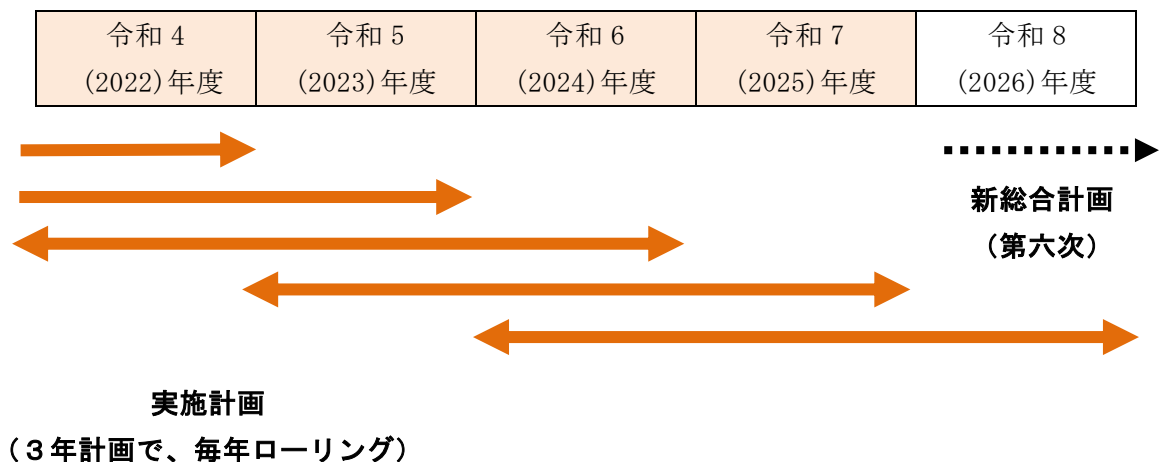 令和4
(2022)年度
令和5
(2023)年度
令和6
(2024)年度
令和7
(2025)年度
令和8
(2026)年度
新総合計画
（第六次）
実施計画
（３年計画で、毎年ローリング）